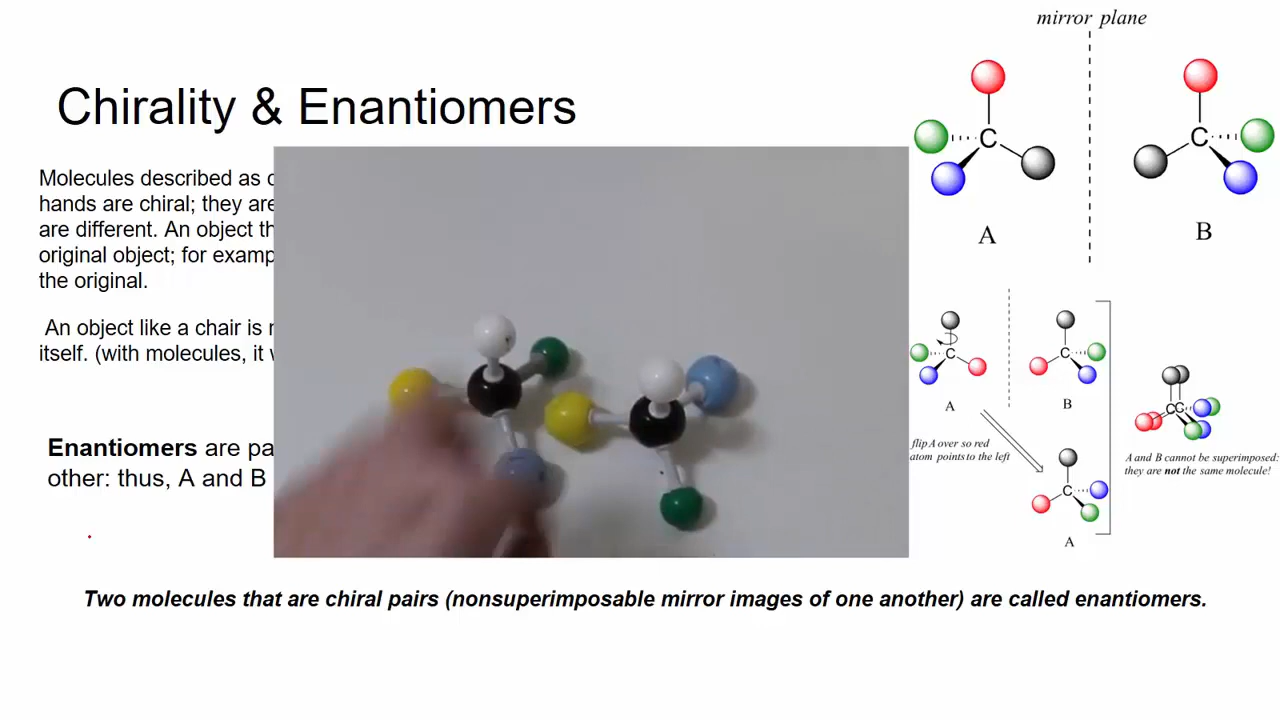 mirror plane
Chirality & Enantiomers
Molecules described as
hands are chiral; they are
are different. An object
original object; for
the original.
An object like a chair is
itself. (with molecules, it
Enantiomers are
other: thus, A and B
C
C
A
B
C
C
A
B
flip A over so red
atom points to the left
C
A
C C
A and B cannot be superimposed:
they are not the same molecule!
Two molecules that are chiral pairs (nonsuperimposable mirror images of one another) are called enantiomers.